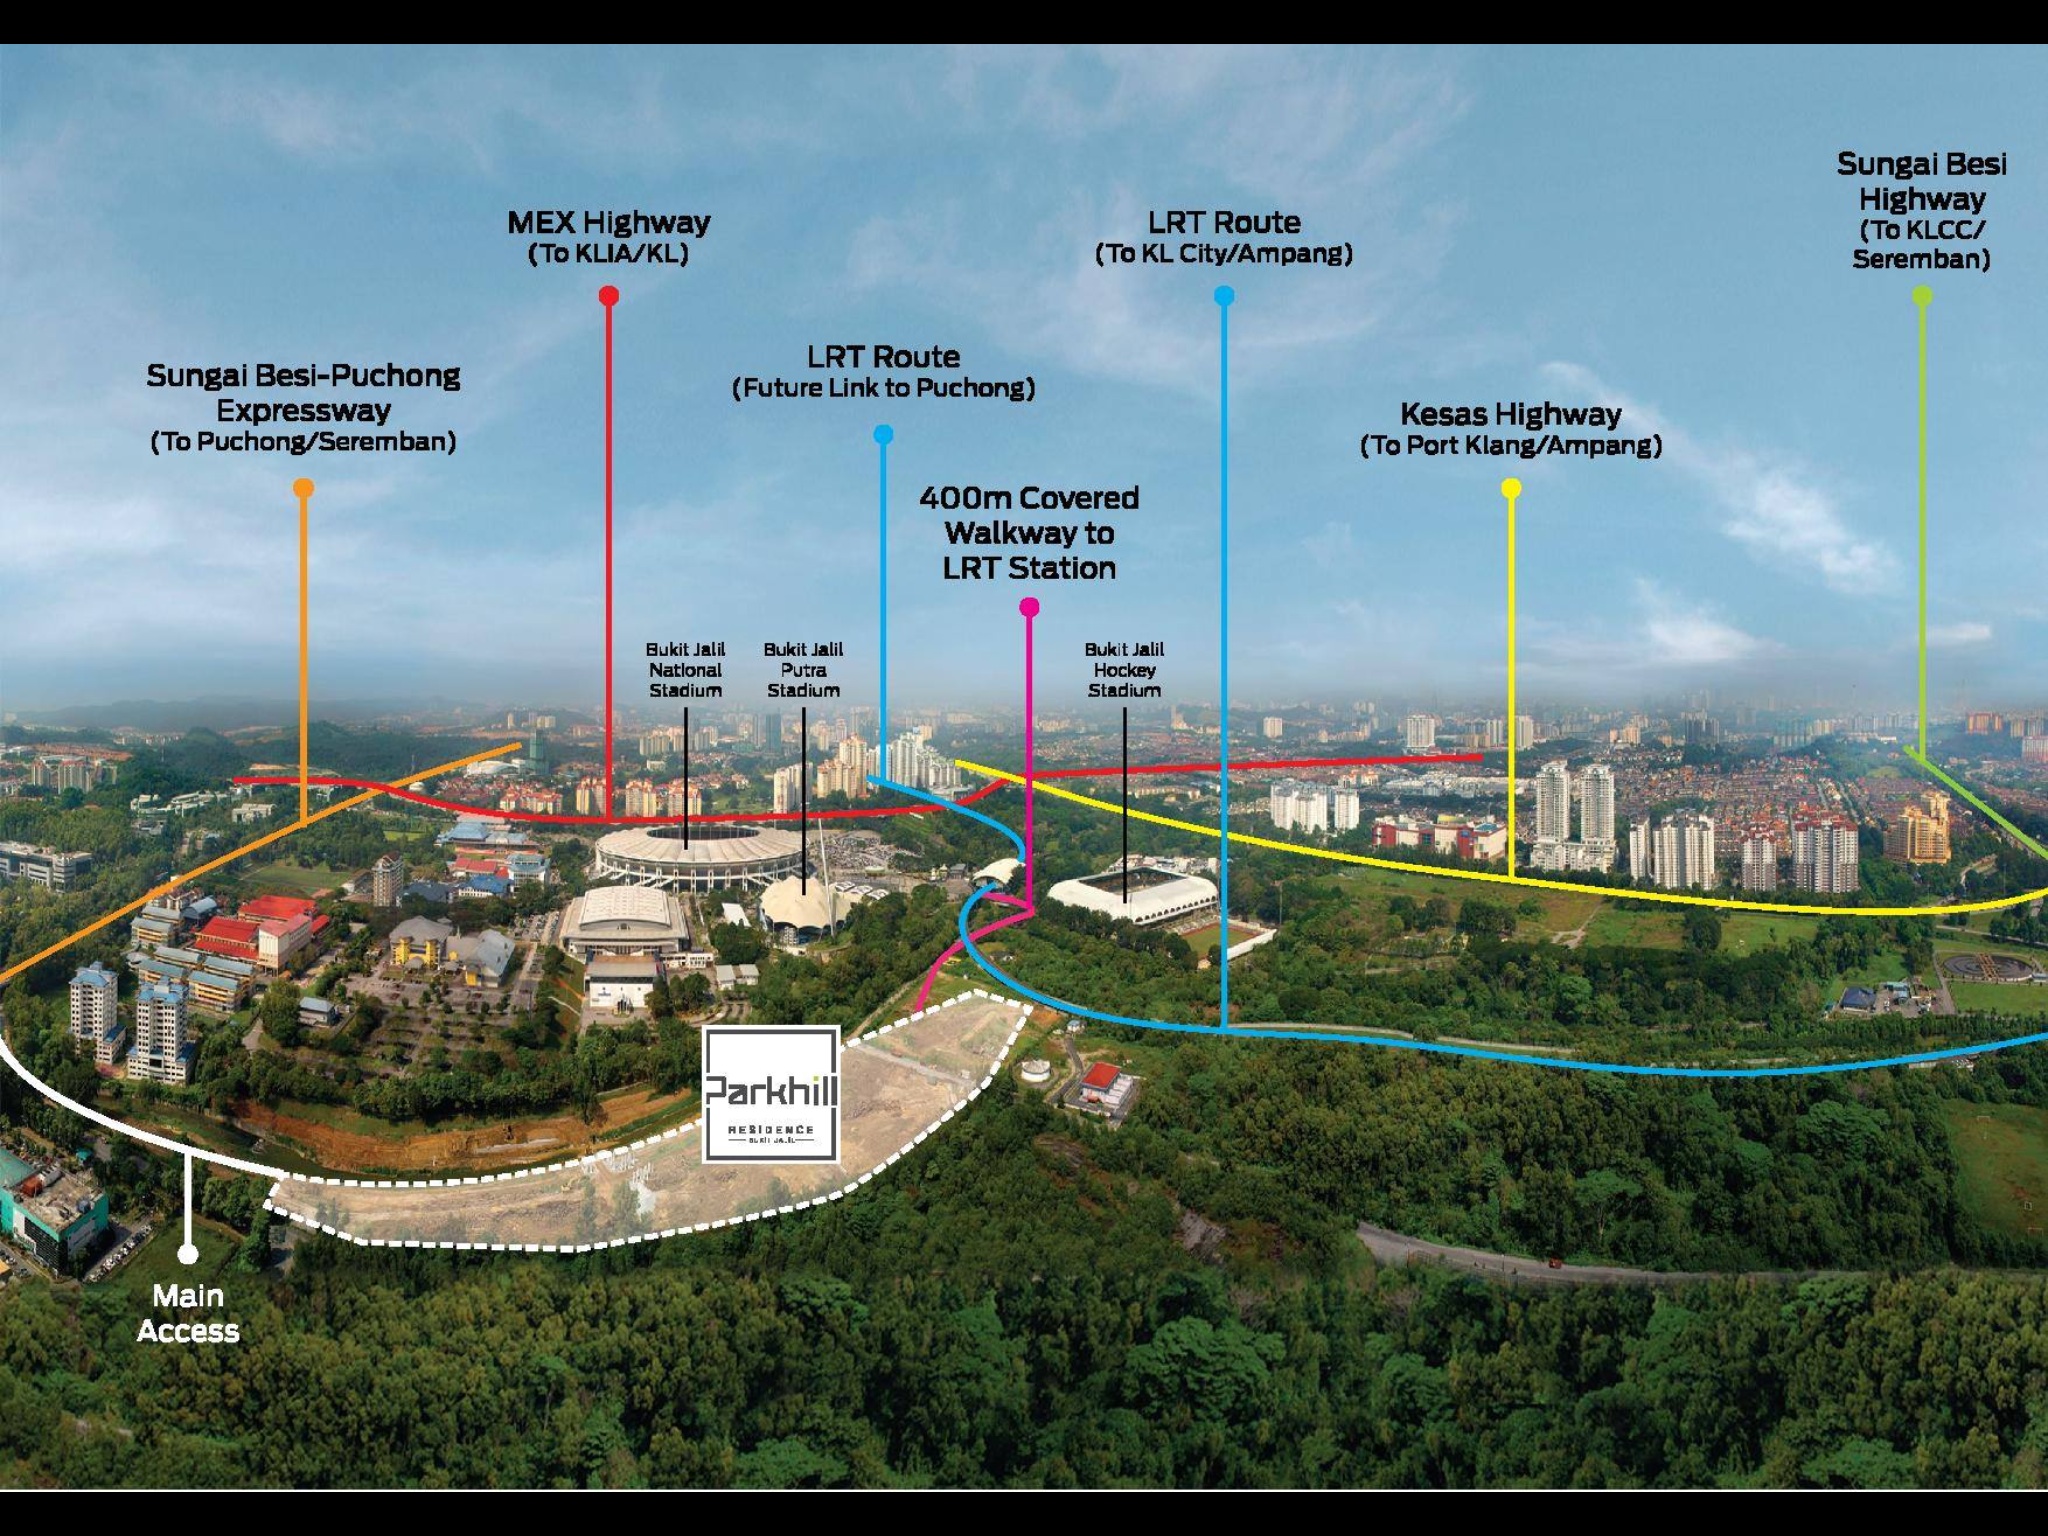 Sungai Besi
Highway
(To KLCC/
Seremban)
MEX Highway
(To KLIA/KL)
LRT Route
(To KL City/Ampang)
LRT Route
(Future Link to Puchong)
Sungai Besi-Puchong
Expressway
(To Puchong/Seremban)
Kesas Highway
(To Port Klang/Ampang)
400m Covered
Walkway to
LRT Station
Bukit Jalil
National
Stadium
Bukit Jalil
Putra
Stadium
Bukit Jalil
Hockey
Stadium
Parkhill
RESIDENCE
BUKIT JALIL
Main
Access